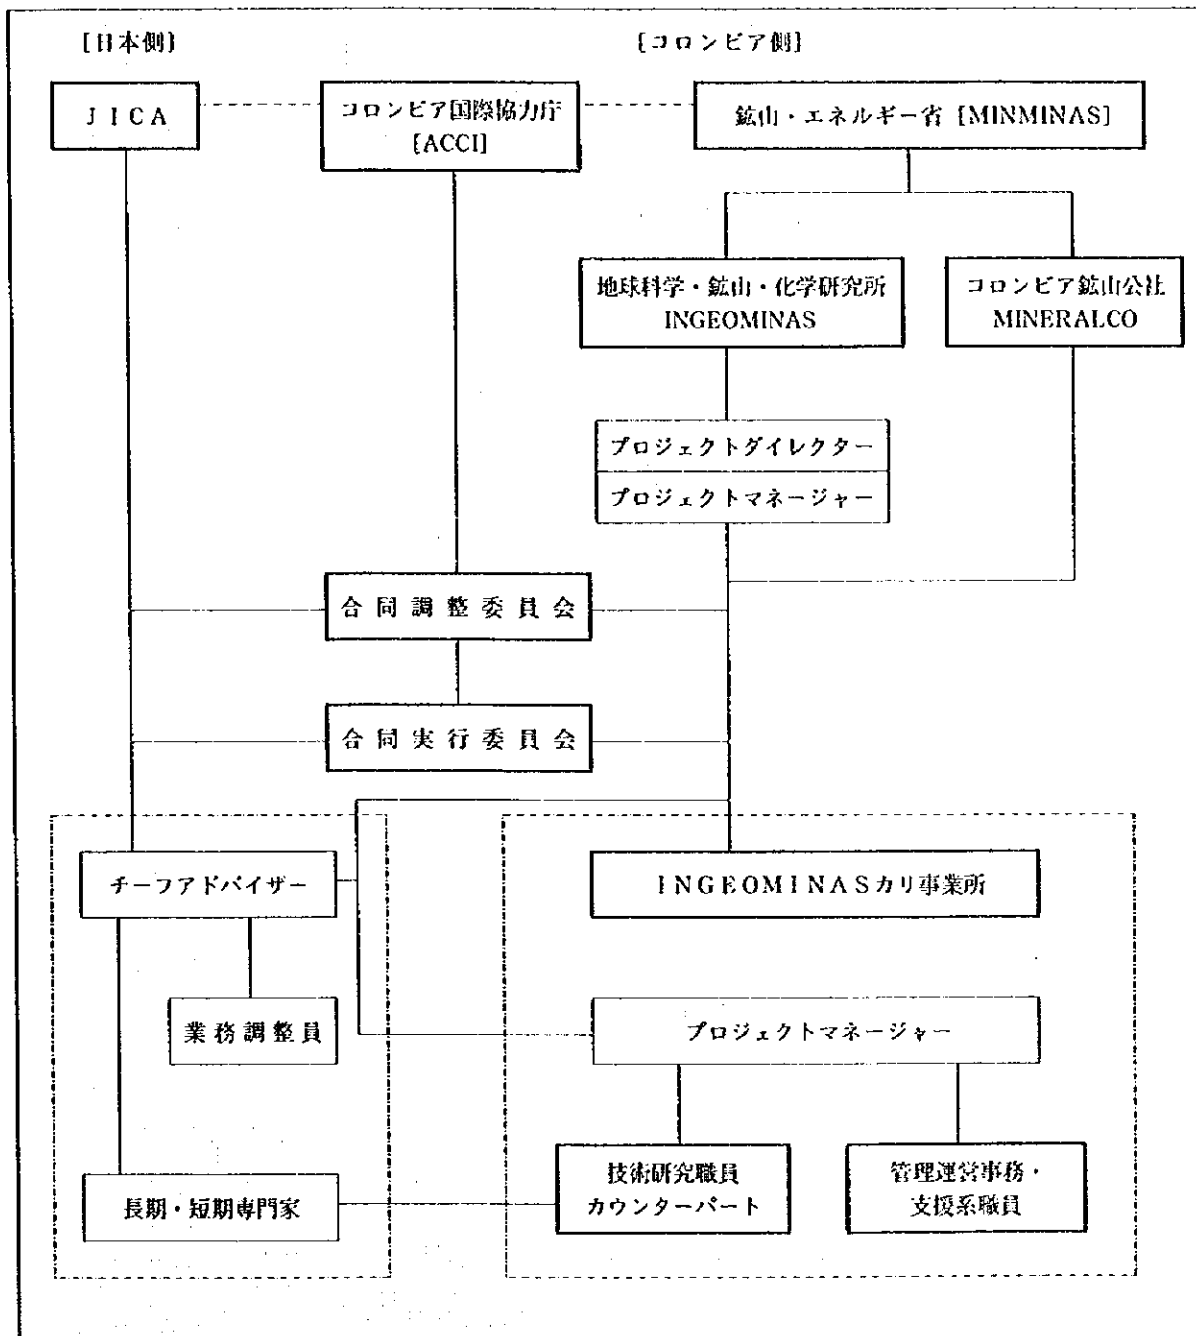 [日本側]
[コロンビア側]
JICA
コロンビア国際協力庁
[ACCI]
鉱山・エネルギー省 [MINMINAS]
地球科学・鉱山・化学研究所
INGEOMINAS
コロンビア鉱山公社
MINERALCO
プロジェクトダイレクター
プロジェクトマネージャー
合同調整委員会
合同実行委員会
チーフアドバイザー
INGEOMINASカリ事業所
業務調整員
プロジェクトマネージャー
技術研究職員
カウンターパート
管理運営事務・
支援系職員
長期・短期専門家